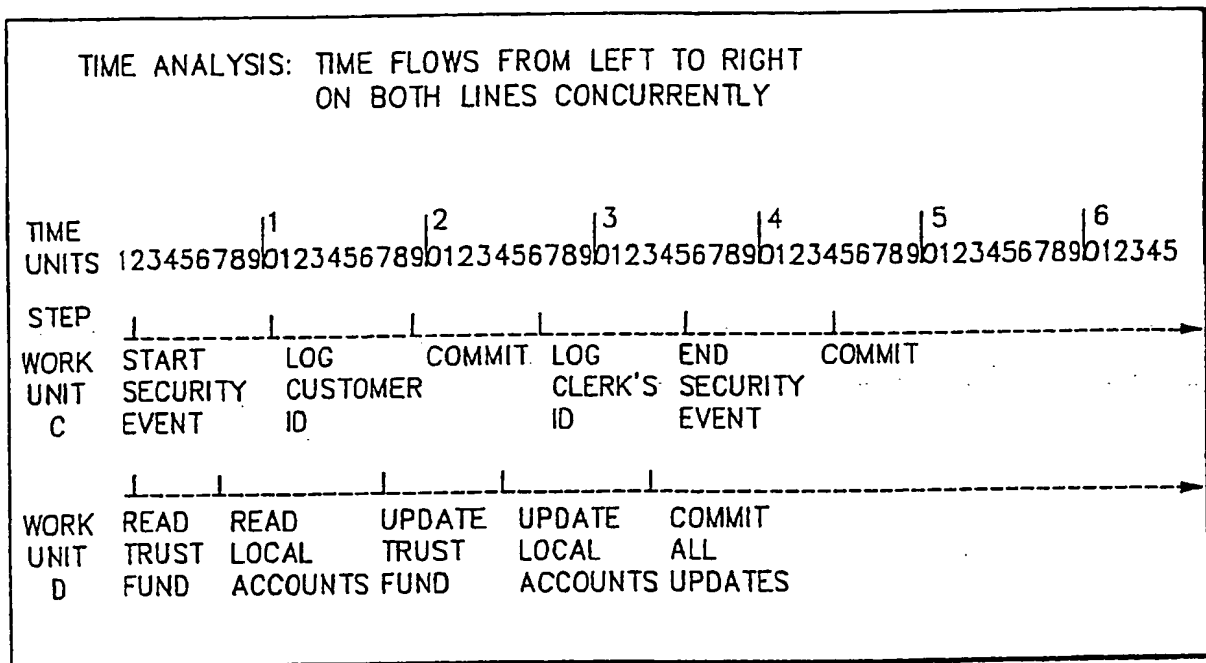 TIME ANALYSIS: TIME FLOWS FROM LEFT TO RIGHT
ON BOTH LINES CONCURRENTLY
1 2 3 4 5 6
TIME
UNITS 12345678901234567890123456789012345678901234567890123456789012345
STEP
WORK UNIT C
START SECURITY EVENT
LOG CUSTOMER ID
COMMIT
LOG CLERK'S ID
END SECURITY EVENT
COMMIT
WORK UNIT D
READ TRUST FUND
READ LOCAL ACCOUNTS
UPDATE TRUST FUND
UPDATE LOCAL ACCOUNTS
COMMIT ALL UPDATES